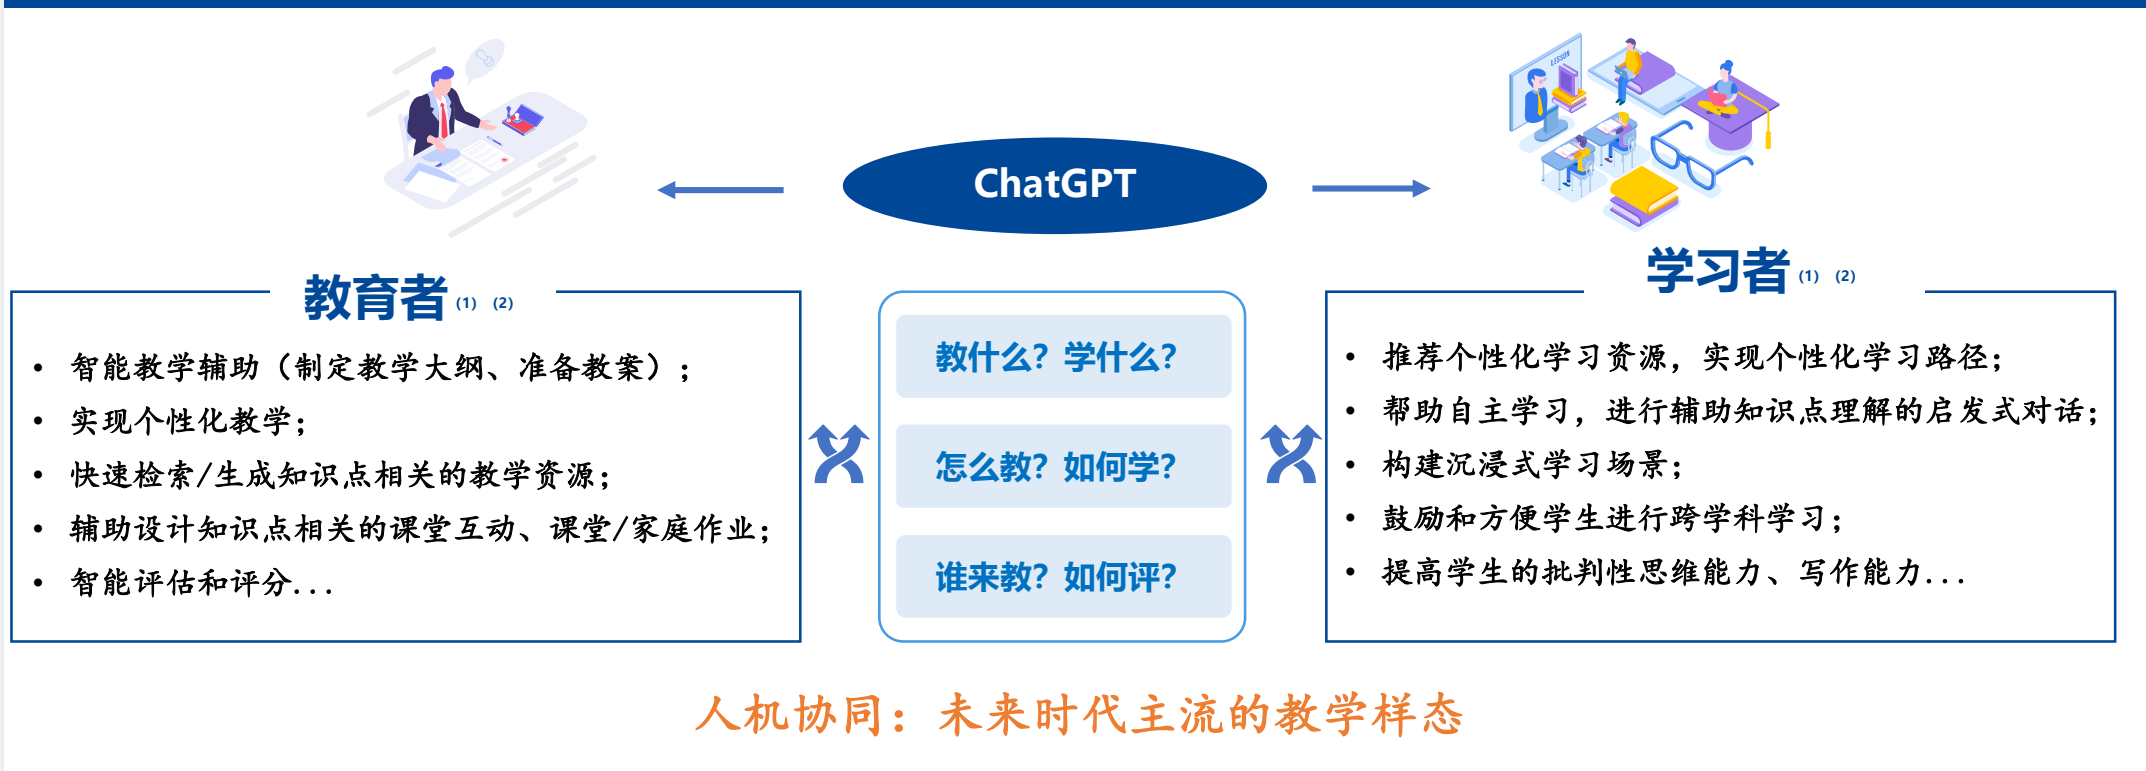 LESSON
ChatGPT
教育者 (1) (2)
• 智能教学辅助（制定教学大纲、准备教案）；
• 实现个性化教学；
• 快速检索/生成知识点相关的教学资源；
• 辅助设计知识点相关的课堂互动、课堂/家庭作业；
• 智能评估和评分...
教什么？学什么？
怎么教？如何学？
谁来教？如何评？
学习者 (1) (2)
• 推荐个性化学习资源，实现个性化学习路径；
• 帮助自主学习，进行辅助知识点理解的启发式对话；
• 构建沉浸式学习场景；
• 鼓励和方便学生进行跨学科学习；
• 提高学生的批判性思维能力、写作能力...
人机协同：未来时代主流的教学样态